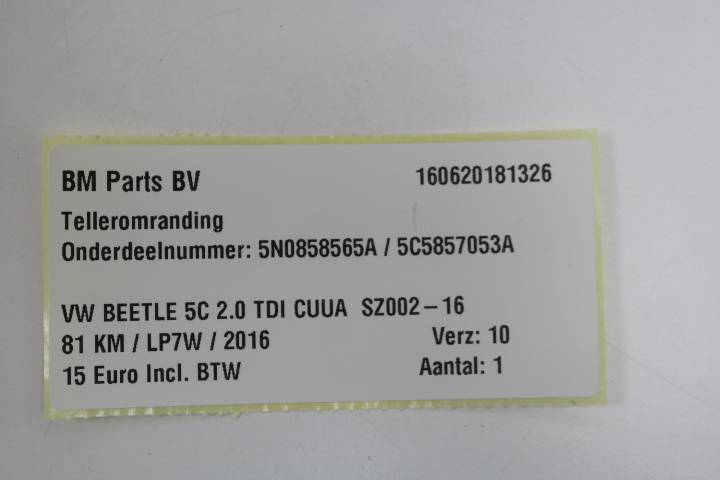 BM Parts BV 160620181326
Telleromranding
Onderdeelnummer: 5N0858565A / 5C5857053A
VW BEETLE 5C 2.0 TDI CUUA SZ002-16
81 KM / LP7W / 2016 Verz: 10
15 Euro Incl. BTW Aantal: 1